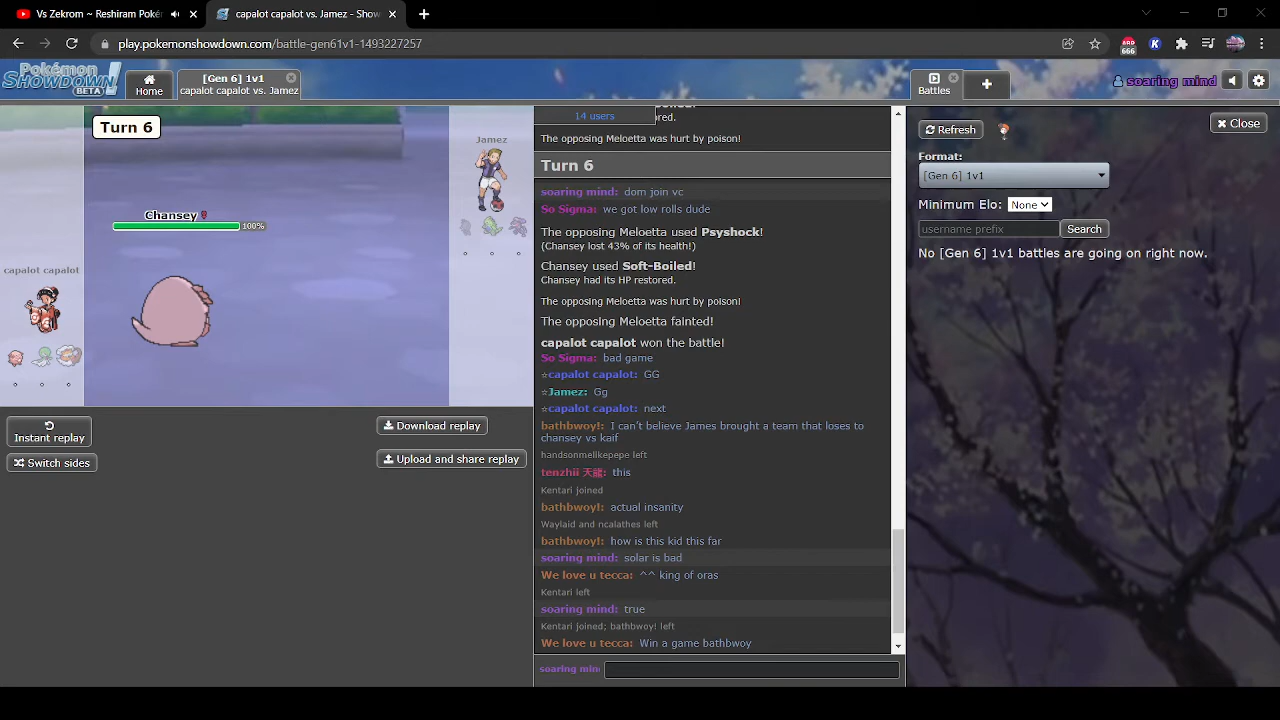 Vs Zekrom ~ Reshiram Poké
capalot capalot vs. Jamez - Show
play.pokemonshowdown.com/battle-gen61v1-1493227257
ABD
666
K
Pokémon
SHOWDOWN!
BETA
Home
[Gen 6] 1v1
capalot capalot vs. Jamez
Battles
soaring mind
Turn 6
Jamez
Chansey
100%
capalot capalot
Instant replay
Switch sides
Download replay
Upload and share replay
14 users
ored.
The opposing Meloetta was hurt by poison!
Turn 6
soaring mind: dom join vc
So Sigma: we got low rolls dude
The opposing Meloetta used Psyshock!
(Chansey lost 43% of its health!)
Chansey used Soft-Boiled!
Chansey had its HP restored.
The opposing Meloetta was hurt by poison!
The opposing Meloetta fainted!
capalot capalot won the battle!
So Sigma: bad game
☆capalot capalot: GG
☆Jamez: Gg
☆capalot capalot: next
bathbwoy!: I can't believe James brought a team that loses to
chansey vs kaif
handsonmelikepepe left
tenzhii 天龍: this
Kentari joined
bathbwoy!: actual insanity
Waylaid and ncalathes left
bathbwoy!: how is this kid this far
soaring mind: solar is bad
We love u tecca: ^^ king of oras
Kentari left
soaring mind: true
Kentari joined; bathbwoy! left
We love u tecca: Win a game bathbwoy
soaring min
Refresh
Close
Format:
[Gen 6] 1v1
Minimum Elo: None
username prefix
Search
No [Gen 6] 1v1 battles are going on right now.